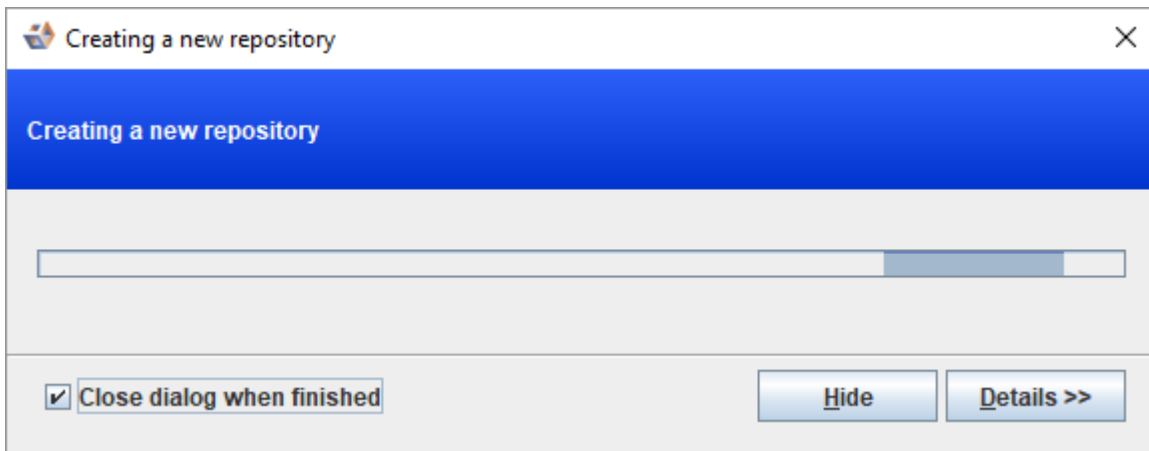 Creating a new repository
Creating a new repository
Close dialog when finished
Hide
Details >>